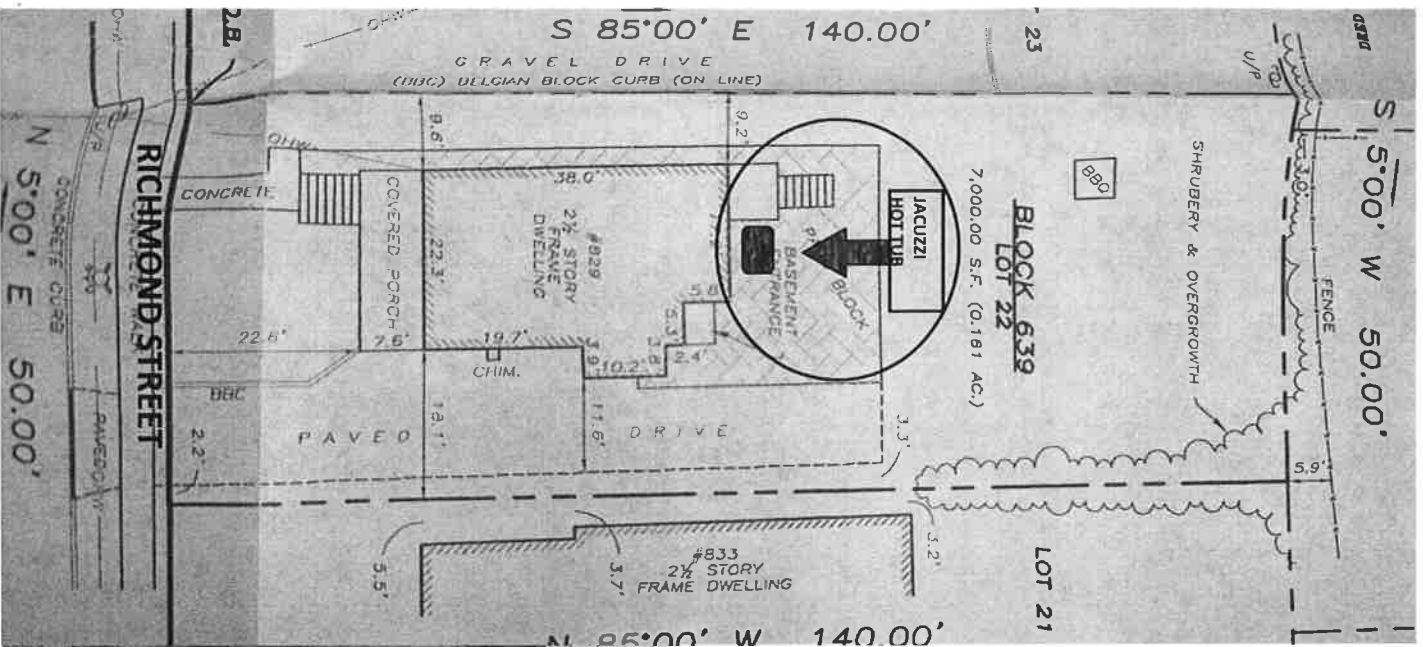 S 85°00' E 140.00'
GRAVEL DRIVE
(BBC) BELGIAN BLOCK CURB (ON LINE)
23
U/P
S 5°00' W 50.00'
FENCE
3.0'
SHRUBERY & OVERGROWTH
BBQ
5.9'
BLOCK 639
LOT 22
7,000.00 S.F. (0.181 AC.)
JACUZZI
HOT TUB
BLOCK
BASEMENT
ENTRANCE
9.6'
9.2'
38.0'
#829
2½ STORY
FRAME
DWELLING
COVERED PORCH
22.3'
OHW
CONCRETE
22.6'
7.6'
19.7'
CHIM.
3.9'
10.2'
3.8'
2.4'
5.3'
5.8'
BBC
PAVED DRIVE
18.1'
11.6'
3.3'
2.2'
5.5'
3.7'
3.2'
#833
2½ STORY
FRAME DWELLING
LOT 21
N 85°00' W 140.00'
RICHMOND STREET
CONCRETE CURB
N 5°00' E 50.00'